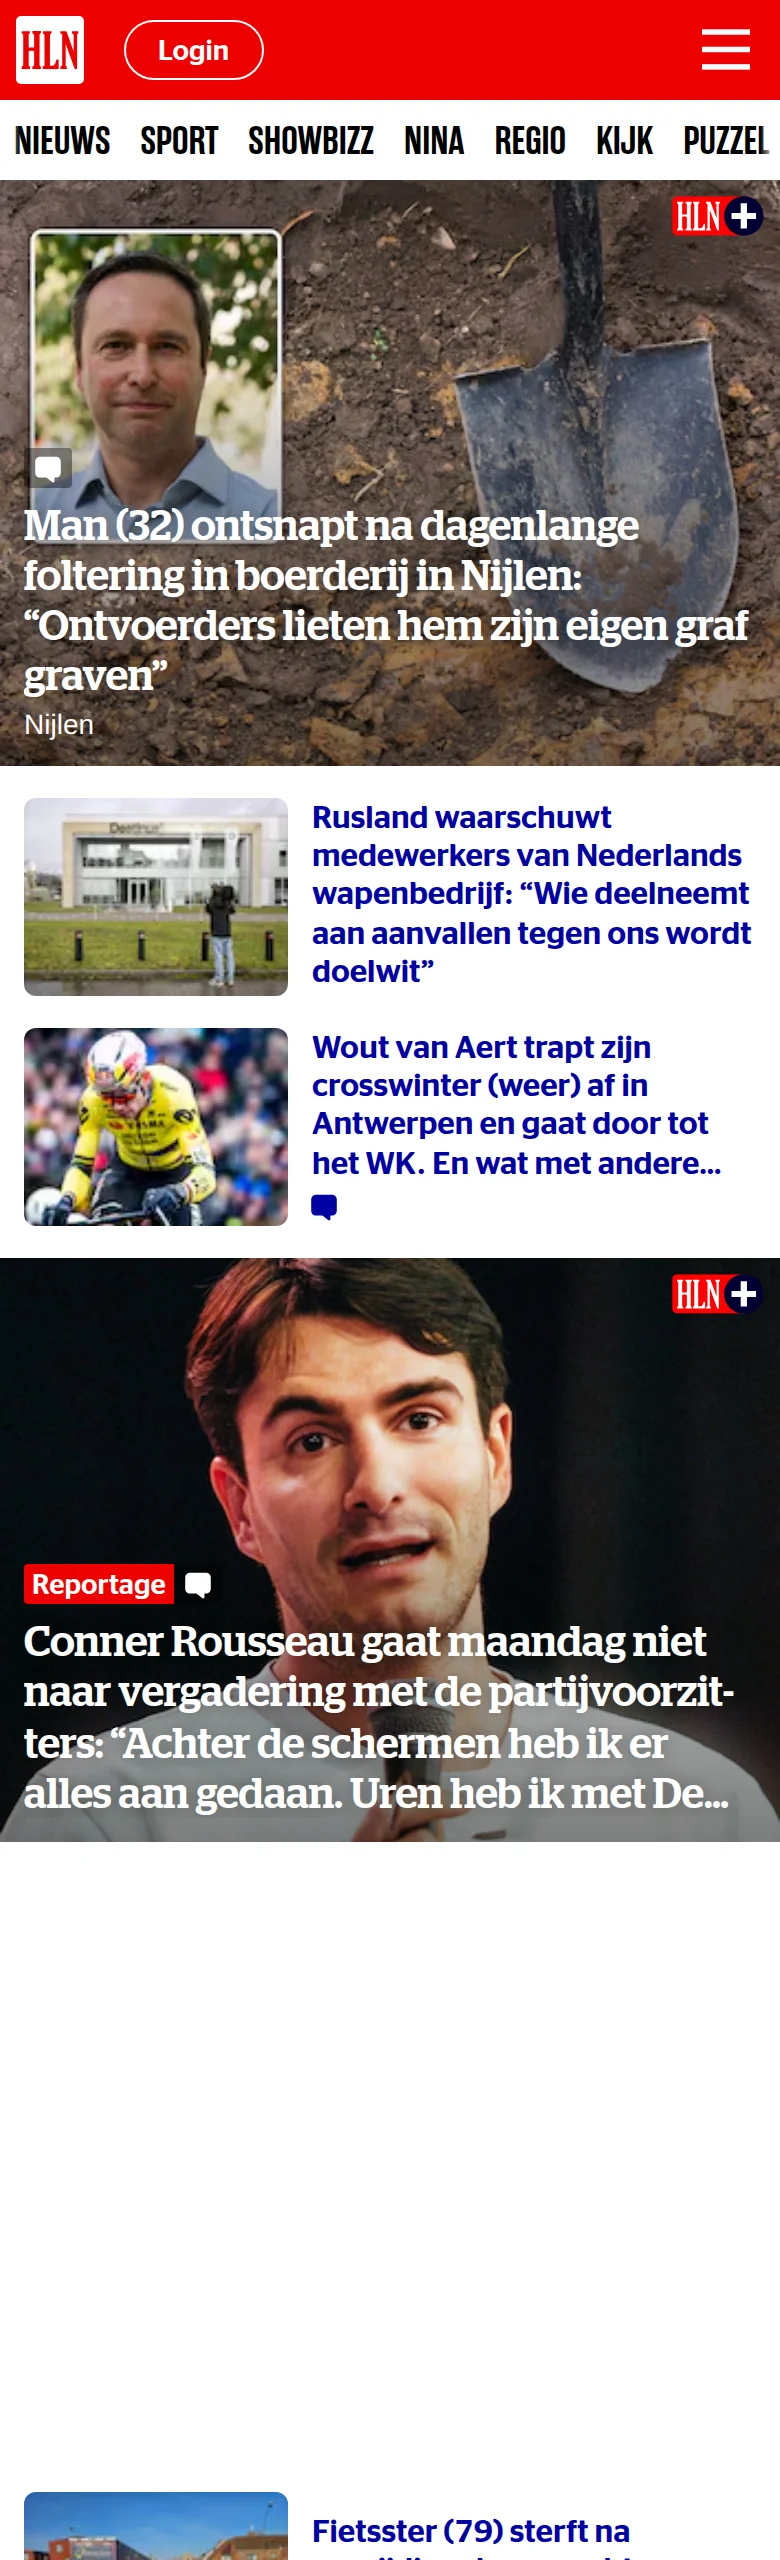 HLN
Login
NIEUWS SPORT SHOWBIZZ NINA REGIO KIJK PUZZEL
HLN+
Man (32) ontsnapt na dagenlange
foltering in boerderij in Nijlen:
“Ontvoerders lieten hem zijn eigen graf
graven”
Nijlen
Rusland waarschuwt
medewerkers van Nederlands
wapenbedrijf: “Wie deelneemt
aan aanvallen tegen ons wordt
doelwit”
Wout van Aert trapt zijn
crosswinter (weer) af in
Antwerpen en gaat door tot
het WK. En wat met andere...
HLN+
Reportage
Conner Rousseau gaat maandag niet
naar vergadering met de partijvoorzit-
ters: “Achter de schermen heb ik er
alles aan gedaan. Uren heb ik met De...
Fietsster (79) sterft na